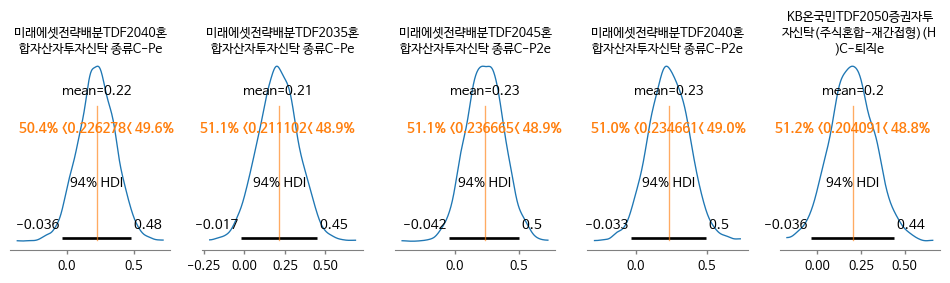 미래에셋전략배분TDF2040혼
합자산자투자신탁 종류C-Pe
mean=0.22
50.4% <0.226278< 49.6%
94% HDI
−0.036
0.48
0.0
0.5
미래에셋전략배분TDF2035혼
합자산자투자신탁 종류C-Pe
mean=0.21
51.1% <0.211102< 48.9%
94% HDI
−0.017
0.45
−0.25
0.00
0.25
0.50
미래에셋전략배분TDF2045혼
합자산자투자신탁 종류C-P2e
mean=0.23
51.1% <0.236665< 48.9%
94% HDI
−0.042
0.5
0.0
0.5
미래에셋전략배분TDF2040혼
합자산자투자신탁 종류C-P2e
mean=0.23
51.0% <0.234661< 49.0%
94% HDI
−0.033
0.5
0.0
0.5
KB온국민TDF2050증권자투
자신탁(주식혼합-재간접형) (H
)C-퇴직e
mean=0.2
51.2% <0.204091< 48.8%
94% HDI
−0.036
0.44
0.00
0.25
0.50